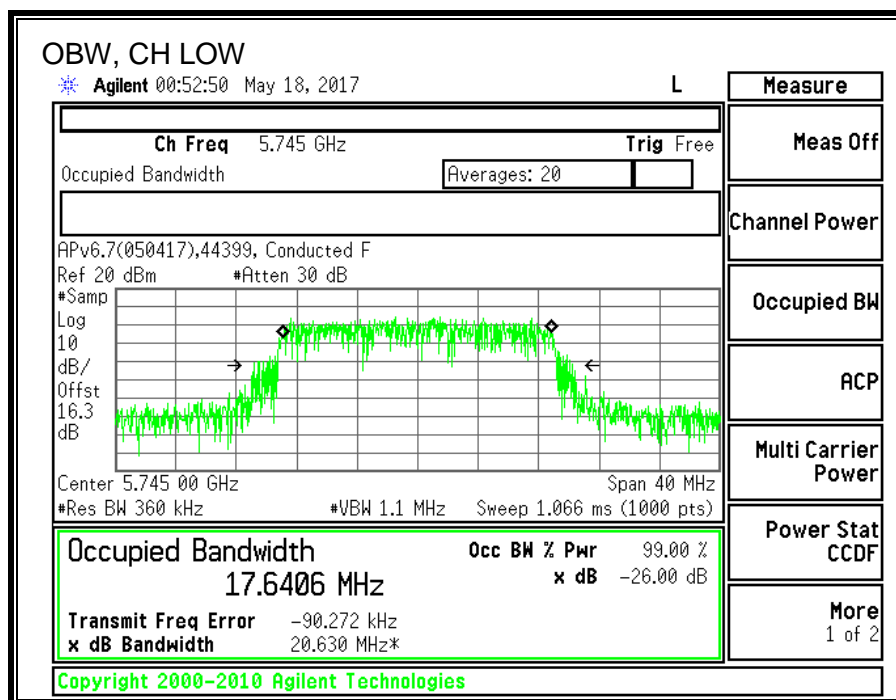 OBW, CH LOW
Agilent 00:52:50 May 18, 2017 L
Measure
Ch Freq 5.745 GHz Trig Free
Meas Off
Occupied Bandwidth Averages: 20
Channel Power
APv6.7(050417),44399, Conducted F
Ref 20 dBm #Atten 30 dB
#Samp
Log
10
dB/
Offst
16.3
dB
Occupied BW
ACP
Multi Carrier
Power
Center 5.745 00 GHz Span 40 MHz
#Res BW 360 kHz #VBW 1.1 MHz Sweep 1.066 ms (1000 pts)
Power Stat
CCDF
Occupied Bandwidth Occ BW % Pwr 99.00 %
17.6406 MHz x dB -26.00 dB
Transmit Freq Error -90.272 kHz
x dB Bandwidth 20.630 MHz*
More
1 of 2
Copyright 2000-2010 Agilent Technologies